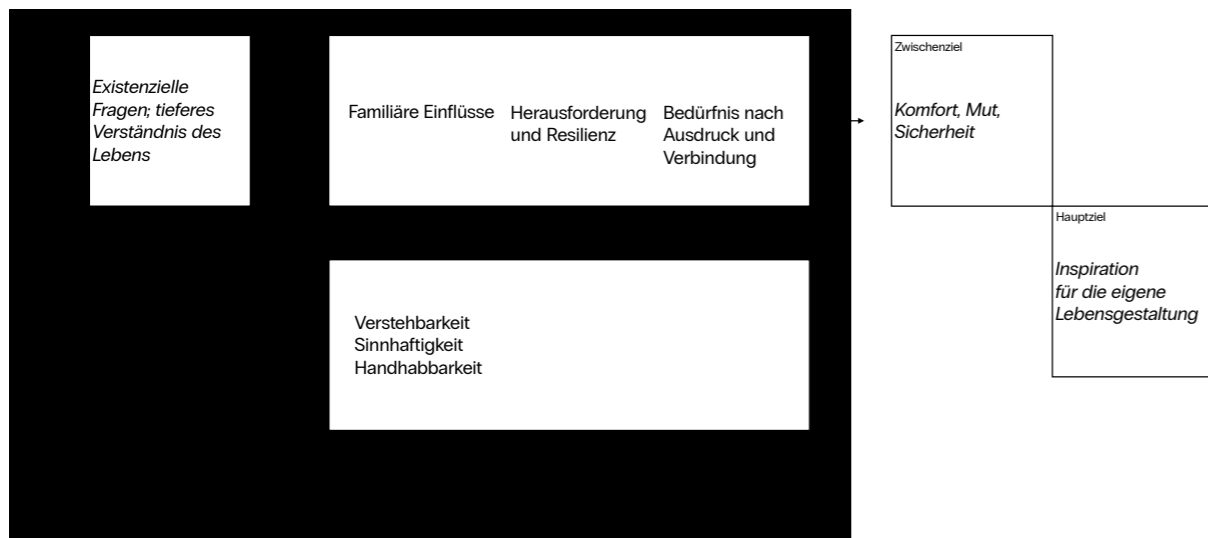 Existenzielle
Fragen; tieferes
Verständnis des
Lebens
Familiäre Einflüsse
Herausforderung
und Resilienz
Bedürfnis nach
Ausdruck und
Verbindung
Zwischenziel
Komfort, Mut,
Sicherheit
Hauptziel
Inspiration
für die eigene
Lebensgestaltung
Verstehbarkeit
Sinnhaftigkeit
Handhabbarkeit